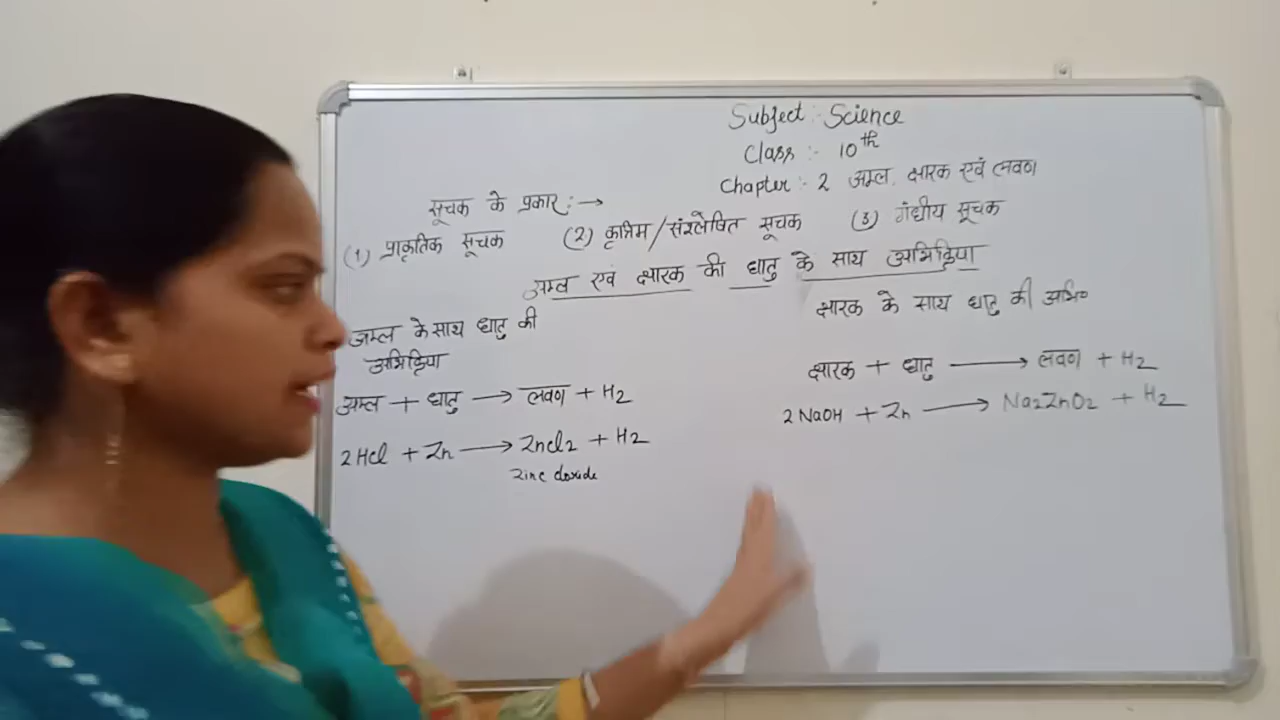 Subject :- Science
Class :- 10th
Chapter :- 2 अम्ल, क्षारक एवं लवण
सूचक के प्रकार :→
(1) प्राकृतिक सूचक (2) कृत्रिम/संश्लेषित सूचक (3) गंधीय सूचक
अम्ल एवं क्षारक की धातु के साथ अभिक्रिया
अम्ल के साथ धातु की
अभिक्रिया
अम्ल + धातु → लवण + H2
2HCl + Zn → ZnCl2 + H2
Zinc
क्षारक के साथ धातु की अभि०
क्षारक + धातु → लवण + H2
2NaOH + Zn → Na2ZnO2 + H2